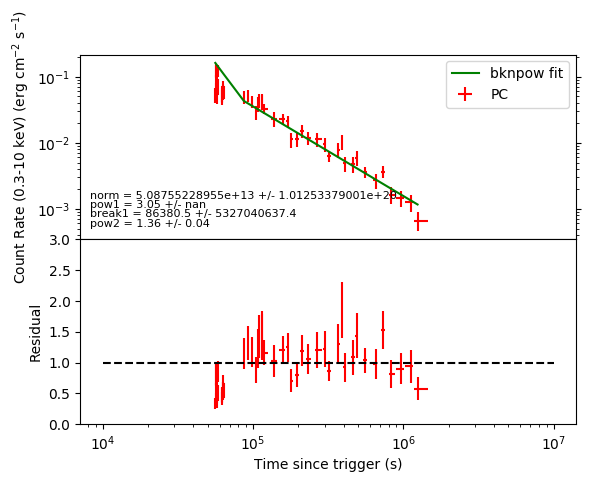 Count Rate (0.3-10 keV) (erg cm⁻² s⁻¹)
10⁻¹
10⁻²
10⁻³
bknpow fit
PC
norm = 5.08755228955e+13 +/- 1.01253379001e+20
pow1 = 3.05 +/- nan
break1 = 86380.5 +/- 5327040637.4
pow2 = 1.36 +/- 0.04
Residual
3.0
2.5
2.0
1.5
1.0
0.5
0.0
10⁴ 10⁵ 10⁶ 10⁷
Time since trigger (s)